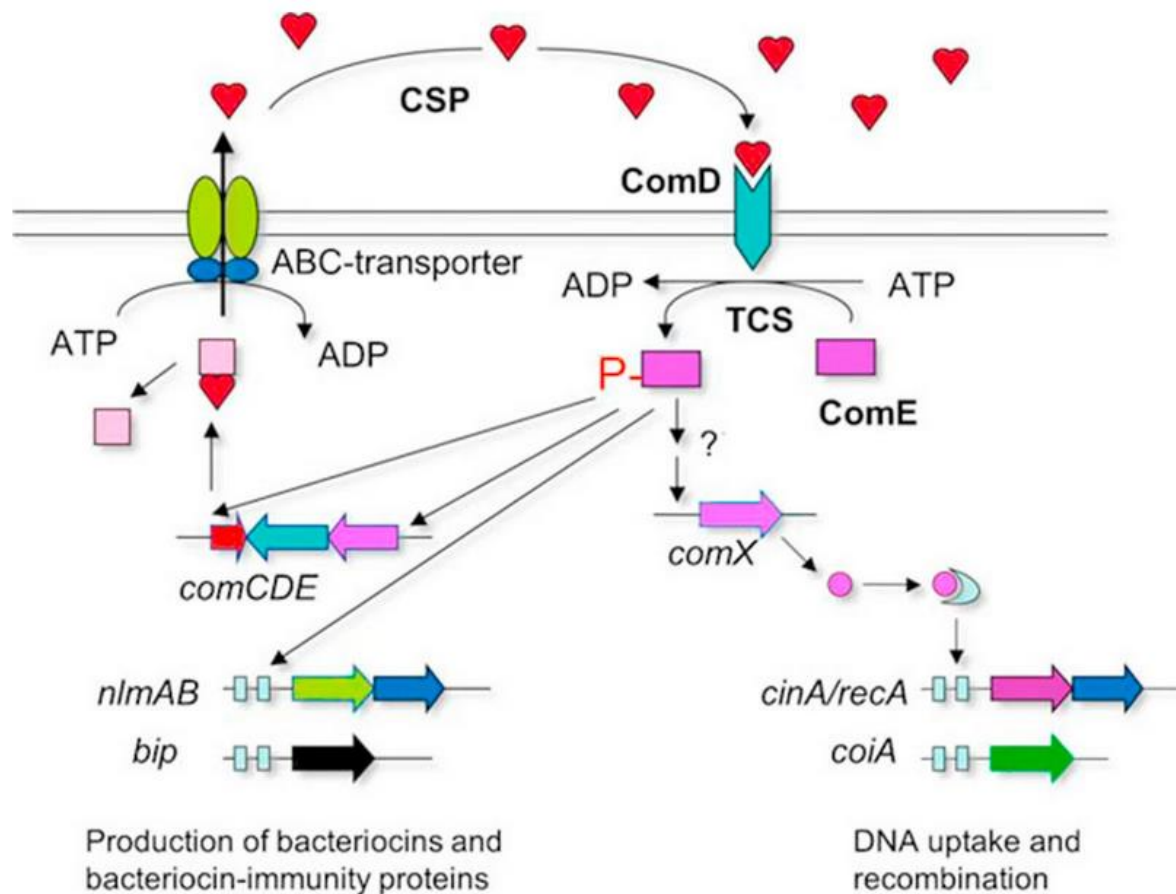 CSP
ComD
ABC-transporter
ATP
ADP
ADP
ATP
TCS
P-
ComE
?
comCDE
comX
nlmAB
bip
cinA/recA
coiA
Production of bacteriocins and
bacteriocin-immunity proteins
DNA uptake and
recombination